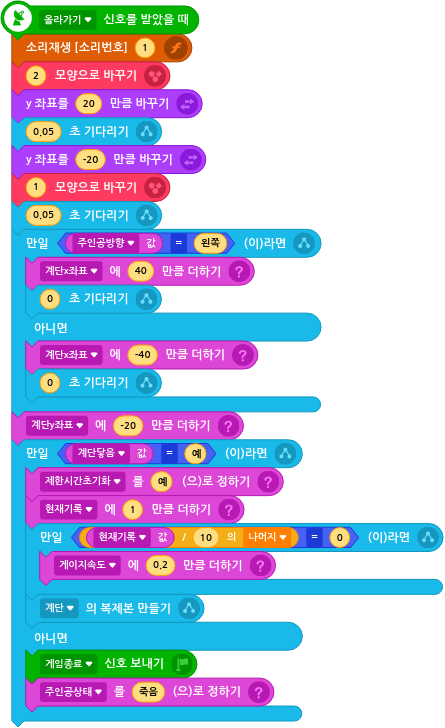 올라가기 신호를 받았을 때
소리재생 [소리번호] 1
2 모양으로 바꾸기
y 좌표를 20 만큼 바꾸기
0.05 초 기다리기
y 좌표를 -20 만큼 바꾸기
1 모양으로 바꾸기
0.05 초 기다리기
만일 주인공방향 값 = 왼쪽 (이)라면
계단x좌표 에 40 만큼 더하기
0 초 기다리기
아니면
계단x좌표 에 -40 만큼 더하기
0 초 기다리기
계단y좌표 에 -20 만큼 더하기
만일 계단닿음 값 = 예 (이)라면
제한시간초기화 를 예 (으)로 정하기
현재기록 에 1 만큼 더하기
만일 현재기록 값 / 10 의 나머지 = 0 (이)라면
게이지속도 에 0.2 만큼 더하기
계단 의 복제본 만들기
아니면
게임종료 신호 보내기
주인공상태 를 죽음 (으)로 정하기